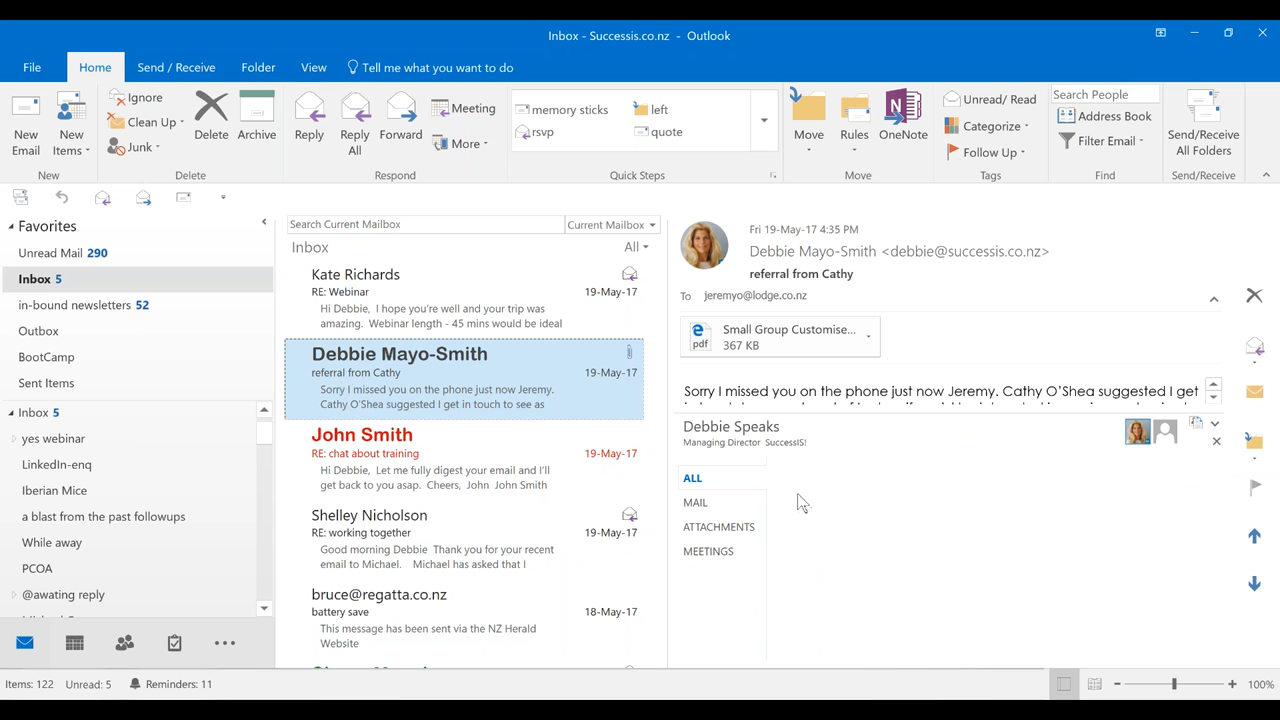 Inbox - Successis.co.nz - Outlook
File Home Send / Receive Folder View Tell me what you want to do
New Email
New Items
Ignore
Clean Up
Junk
Delete
Archive
Reply
Reply All
Forward
Meeting
More
memory sticks
left
rsvp
quote
Move
Rules
OneNote
Unread/ Read
Categorize
Follow Up
Search People
Address Book
Filter Email
Send/Receive All Folders
New Delete Respond Quick Steps Move Tags Find Send/Receive
Favorites
Unread Mail 290
Inbox 5
in-bound newsletters 52
Outbox
BootCamp
Sent Items
Inbox 5
yes webinar
LinkedIn-enq
Iberian Mice
a blast from the past followups
While away
PCOA
@awating reply
Search Current Mailbox
Current Mailbox
Inbox
All
Kate Richards
RE: Webinar 19-May-17
Hi Debbie, I hope you're well and your trip was
amazing. Webinar length - 45 mins would be ideal
Debbie Mayo-Smith
referral from Cathy 19-May-17
Sorry I missed you on the phone just now Jeremy.
Cathy O'Shea suggested I get in touch to see as
John Smith
RE: chat about training 19-May-17
Hi Debbie, Let me fully digest your email and I'll
get back to you asap. Cheers, John John Smith
Shelley Nicholson
RE: working together 19-May-17
Good morning Debbie Thank you for your recent
email to Michael. Michael has asked that I
bruce@regatta.co.nz
battery save 18-May-17
This message has been sent via the NZ Herald
Website
Fri 19-May-17 4:35 PM
Debbie Mayo-Smith <debbie@successis.co.nz>
referral from Cathy
To jeremyo@lodge.co.nz
pdf
Small Group Customise...
367 KB
Sorry I missed you on the phone just now Jeremy. Cathy O'Shea suggested I get
Debbie Speaks
Managing Director SuccessIS!
ALL
MAIL
ATTACHMENTS
MEETINGS
Items: 122 Unread: 5 Reminders: 11
100%